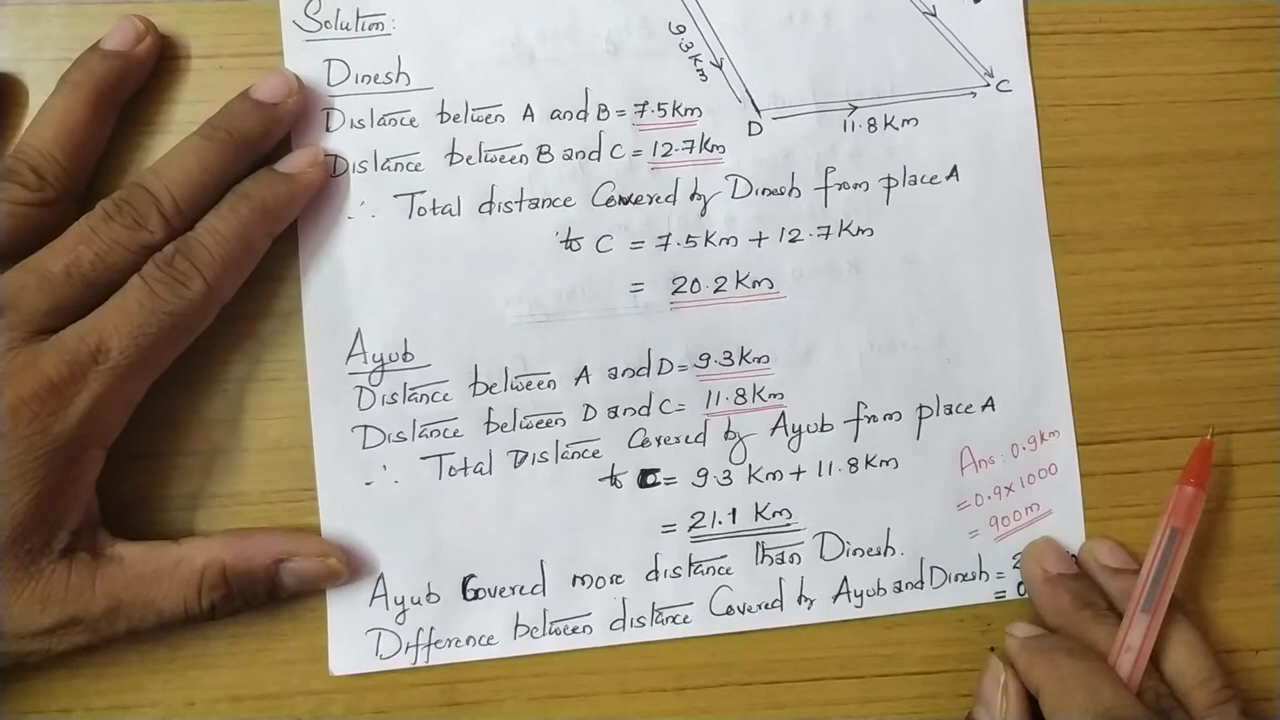 Solution:
9.3 Km
C
D
11.8 Km
Dinesh
Distance between A and B = 7.5 Km
Distance between B and C = 12.7 Km
∴ Total distance Covered by Dinesh from place A
to C = 7.5 Km + 12.7 Km
= 20.2 Km
Ayub
Distance between A and D = 9.3 Km
Distance between D and C = 11.8 Km
∴ Total Distance Covered by Ayub from place A
to C = 9.3 Km + 11.8 Km
= 21.1 Km
Ans: 0.9 km
= 0.9 x 1000
= 900m
Ayub Covered more distance than Dinesh.
Difference between distance Covered by Ayub and Dinesh =
= 0